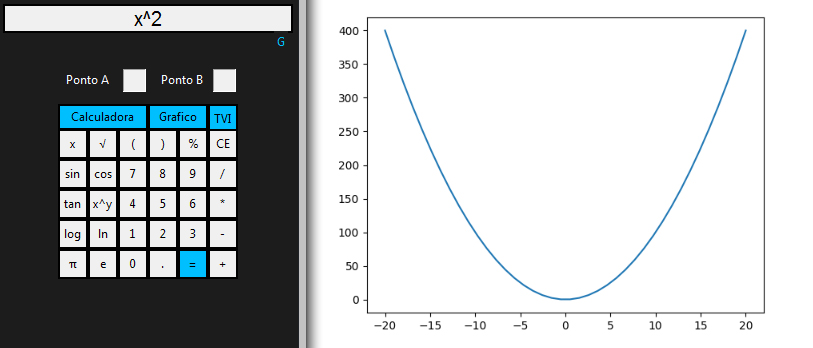 x^2
G
Ponto A Ponto B
Calculadora Grafico TVI
x √ ( ) % CE
sin cos 7 8 9 /
tan x^y 4 5 6 *
log ln 1 2 3 -
π e 0 . = +
400
350
300
250
200
150
100
50
0
−20 −15 −10 −5 0 5 10 15 20